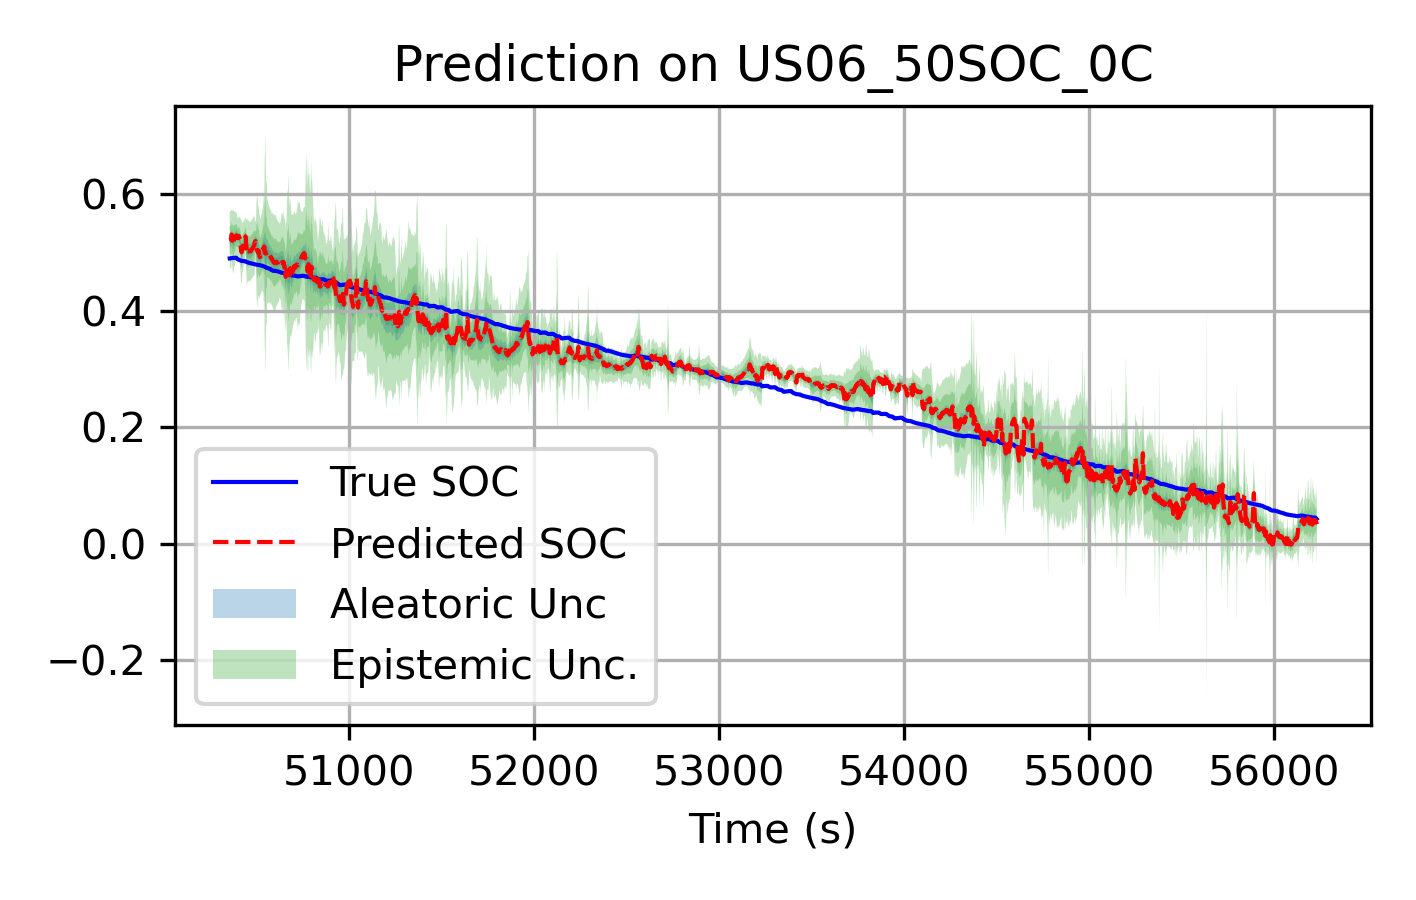 Prediction on US06_50SOC_0C
0.6
0.4
0.2
0.0
−0.2
True SOC
Predicted SOC
Aleatoric Unc
Epistemic Unc.
51000 52000 53000 54000 55000 56000
Time (s)